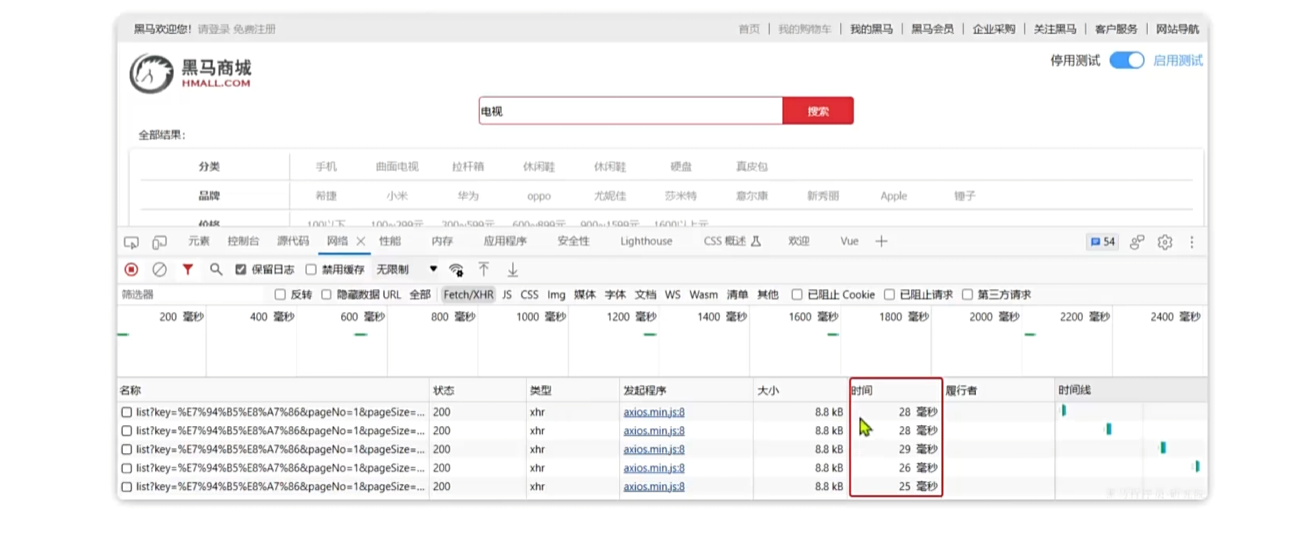 黑马欢迎您! 请登录 免费注册 首页 | 我的购物车 | 我的黑马 | 黑马会员 | 企业采购 | 关注黑马 | 客户服务 | 网站导航
黑马商城
HMALL.COM
停用测试 启用测试
电视 搜索
全部结果:
分类 手机 曲面电视 拉杆箱 休闲鞋 休闲鞋 硬盘 真皮包
品牌 希捷 小米 华为 oppo 尤妮佳 莎米特 意尔康 新秀丽 Apple 锤子
价格 100以下 100~299元 200~599元 600~899元 900~1599元 1600以上元
元素 控制台 源代码 网络 性能 内存 应用程序 安全性 Lighthouse CSS 概述 欢迎 Vue 54
保留日志 禁用缓存 无限制
筛选器 反转 隐藏数据 URL 全部 Fetch/XHR JS CSS Img 媒体 字体 文档 WS Wasm 清单 其他 已阻止 Cookie 已阻止请求 第三方请求
200 毫秒 400 毫秒 600 毫秒 800 毫秒 1000 毫秒 1200 毫秒 1400 毫秒 1600 毫秒 1800 毫秒 2000 毫秒 2200 毫秒 2400 毫秒
名称 状态 类型 发起程序 大小 时间 履行者 时间线
list?key=%E7%94%B5%E8%A7%86&pageNo=1&pageSize=... 200 xhr axios.min.js:8 8.8 kB 28 毫秒
list?key=%E7%94%B5%E8%A7%86&pageNo=1&pageSize=... 200 xhr axios.min.js:8 8.8 kB 28 毫秒
list?key=%E7%94%B5%E8%A7%86&pageNo=1&pageSize=... 200 xhr axios.min.js:8 8.8 kB 29 毫秒
list?key=%E7%94%B5%E8%A7%86&pageNo=1&pageSize=... 200 xhr axios.min.js:8 8.8 kB 26 毫秒
list?key=%E7%94%B5%E8%A7%86&pageNo=1&pageSize=... 200 xhr axios.min.js:8 8.8 kB 25 毫秒